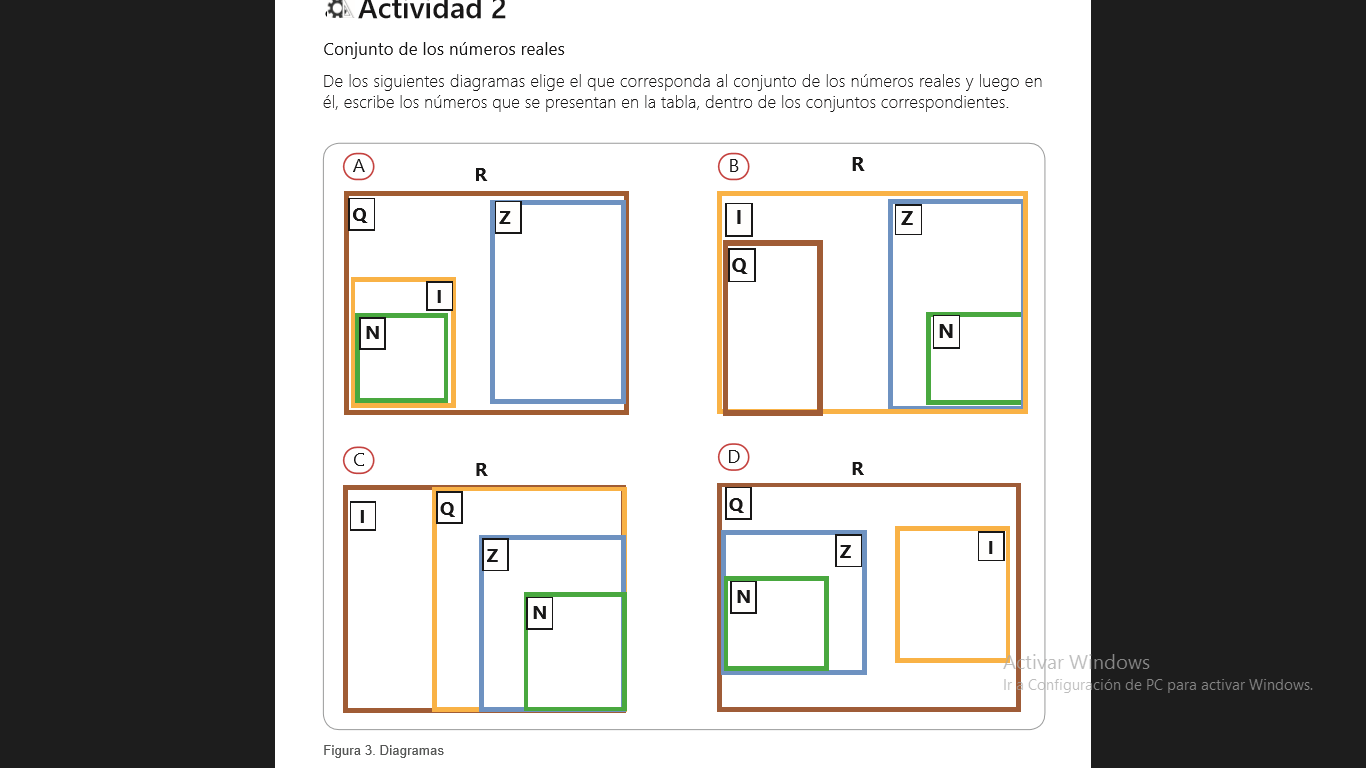 Actividad 2
Conjunto de los números reales
De los siguientes diagramas elige el que corresponda al conjunto de los números reales y luego en
él, escribe los números que se presentan en la tabla, dentro de los conjuntos correspondientes.
A
R
Q
Z
I
N
B
R
I
Z
Q
N
C
R
I
Q
Z
N
D
R
Q
Z
I
N
Activar Windows
Ir a Configuración de PC para activar Windows.
Figura 3. Diagramas